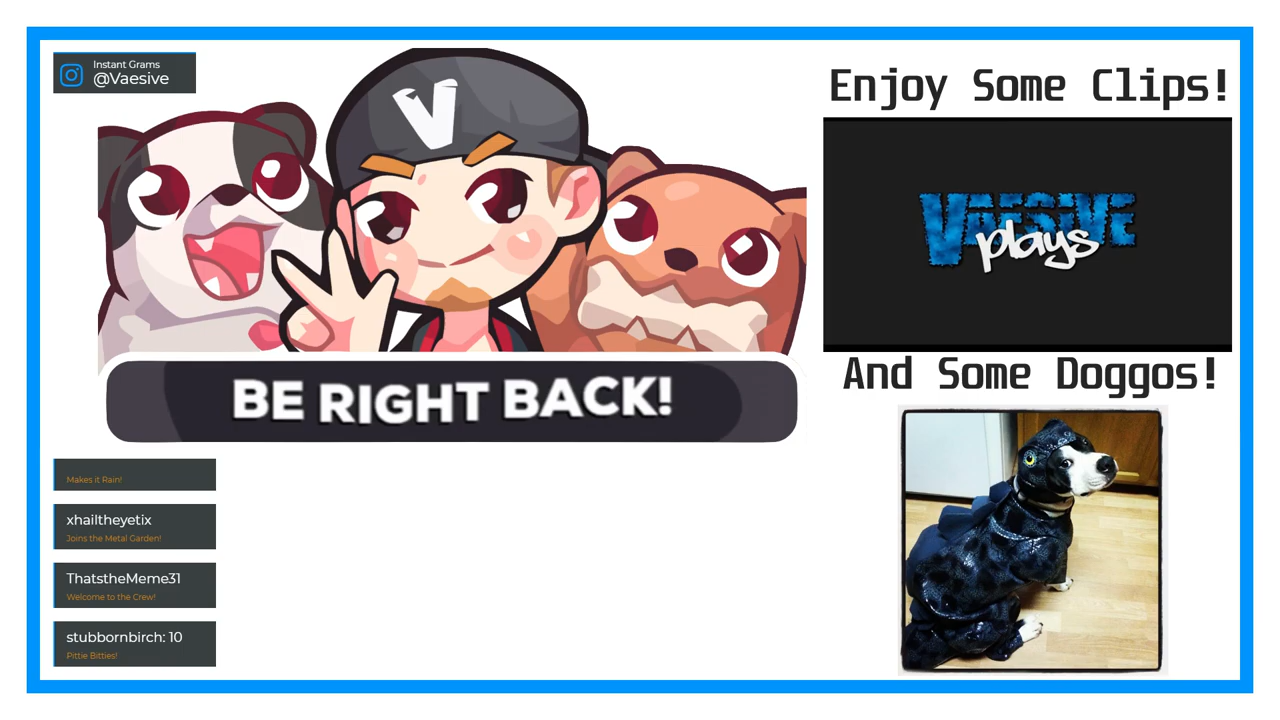 Instant Grams
@Vaesive
V
BE RIGHT BACK!
Enjoy Some Clips!
VAESIVE
plays
And Some Doggos!
Makes it Rain!
xhailtheyetix
Joins the Metal Garden!
ThatstheMeme31
Welcome to the Crew!
stubbornbirch: 10
Pittie Bitties!